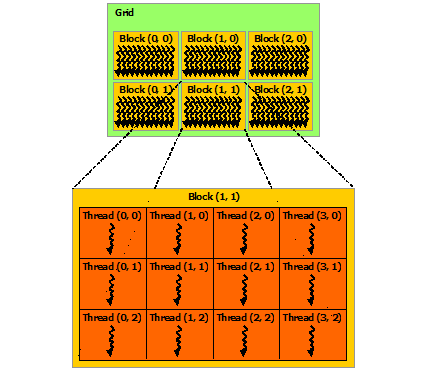 Grid
Block (0, 0) Block (1, 0) Block (2, 0)
Block (0, 1) Block (1, 1) Block (2, 1)
Block (1, 1)
Thread (0, 0) Thread (1, 0) Thread (2, 0) Thread (3, 0)
Thread (0, 1) Thread (1, 1) Thread (2, 1) Thread (3, 1)
Thread (0, 2) Thread (1, 2) Thread (2, 2) Thread (3, 2)